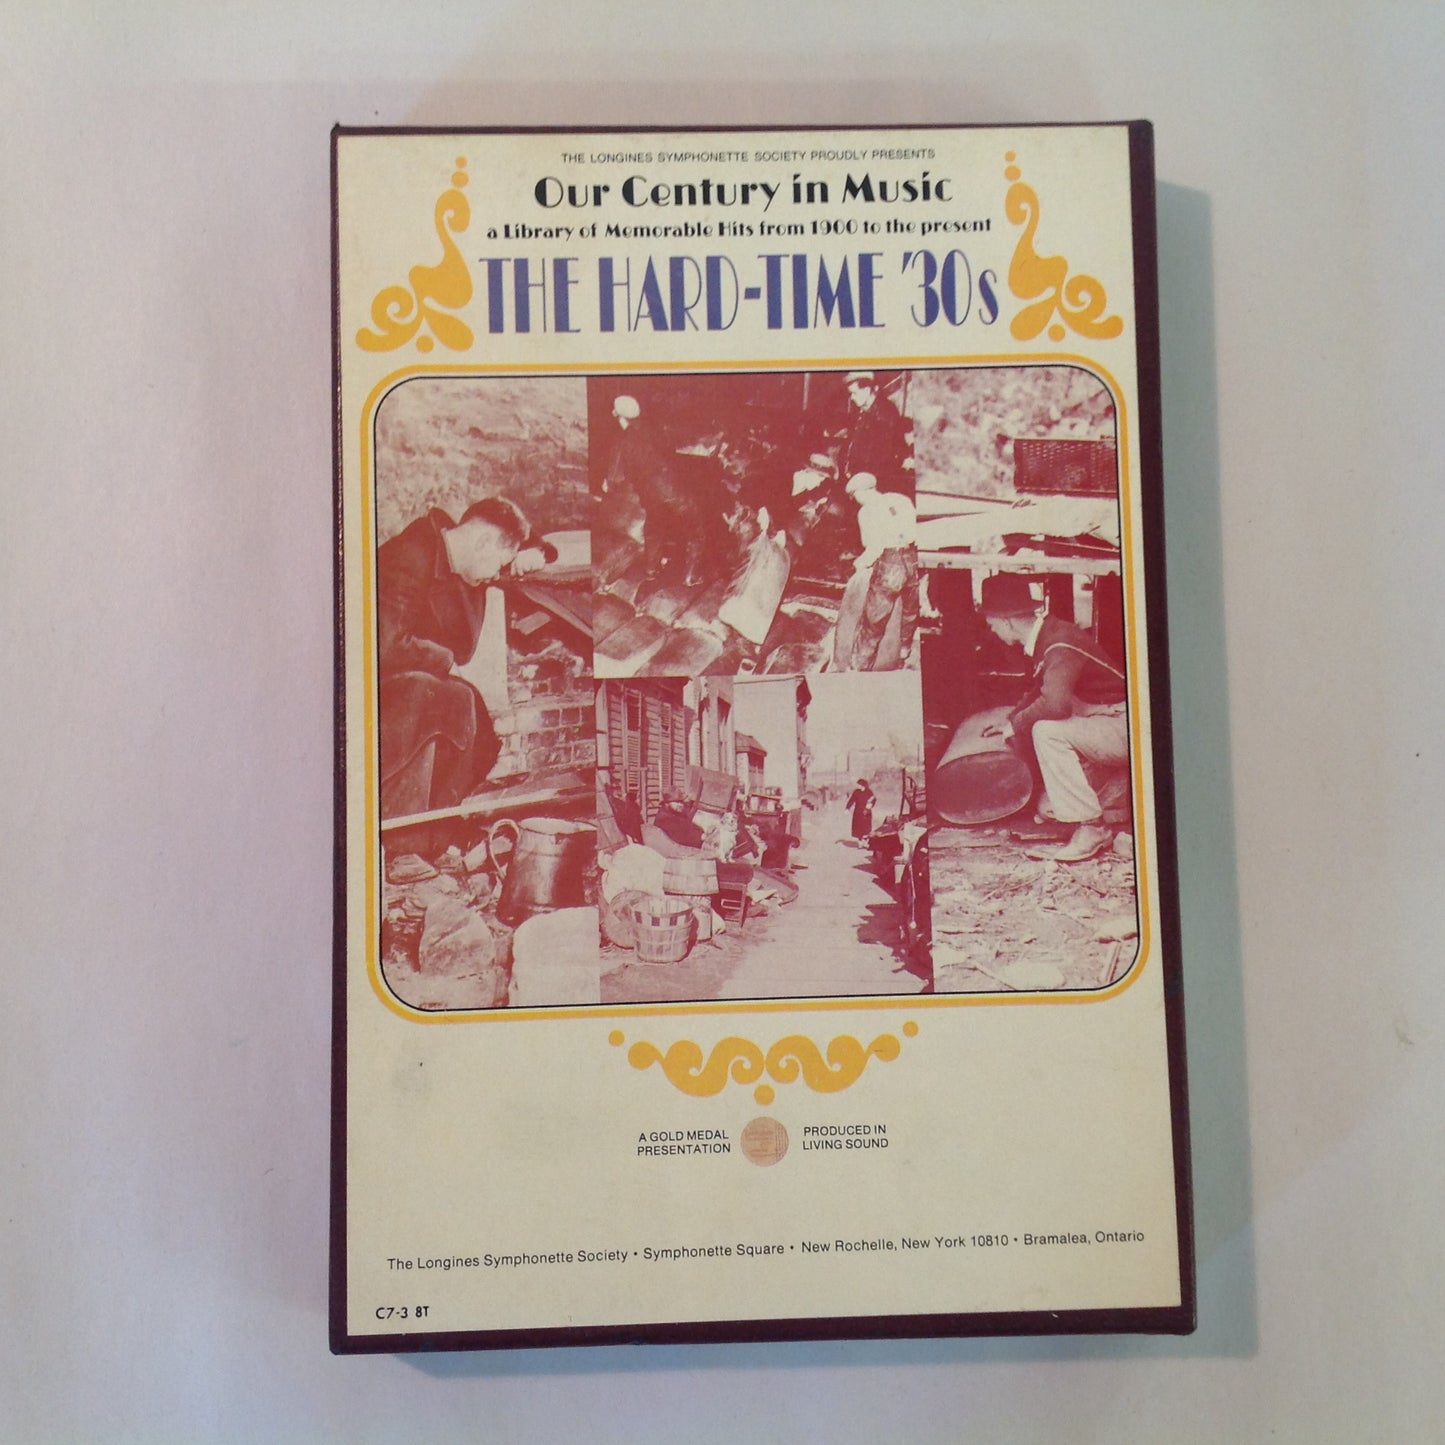 THE LONGINES SYMPHONETTE SOCIETY PROUDLY PRESENTS
Our Century in Music
a Library of Memorable Hits from 1900 to the present
THE HARD-TIME '30s
A GOLD MEDAL
PRESENTATION
PRODUCED IN
LIVING SOUND
The Longines Symphonette Society • Symphonette Square • New Rochelle, New York 10810 • Bramalea, Ontario
C7-3 8T